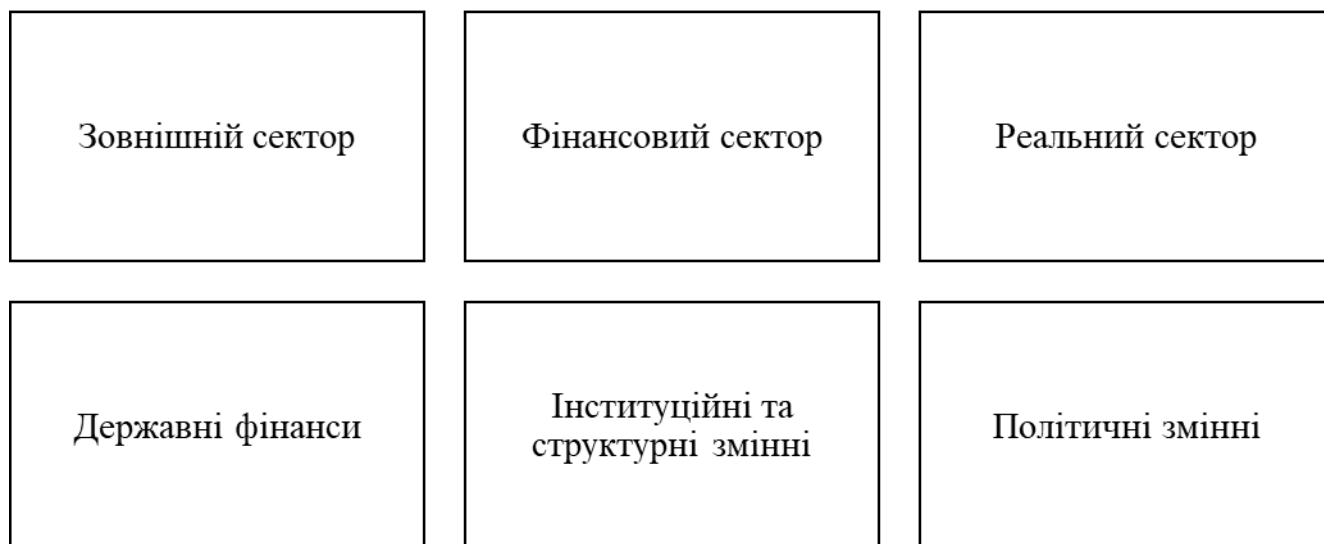 Зовнішній сектор
Фінансовий сектор
Реальний сектор
Державні фінанси
Інституційні та
структурні змінні
Політичні змінні